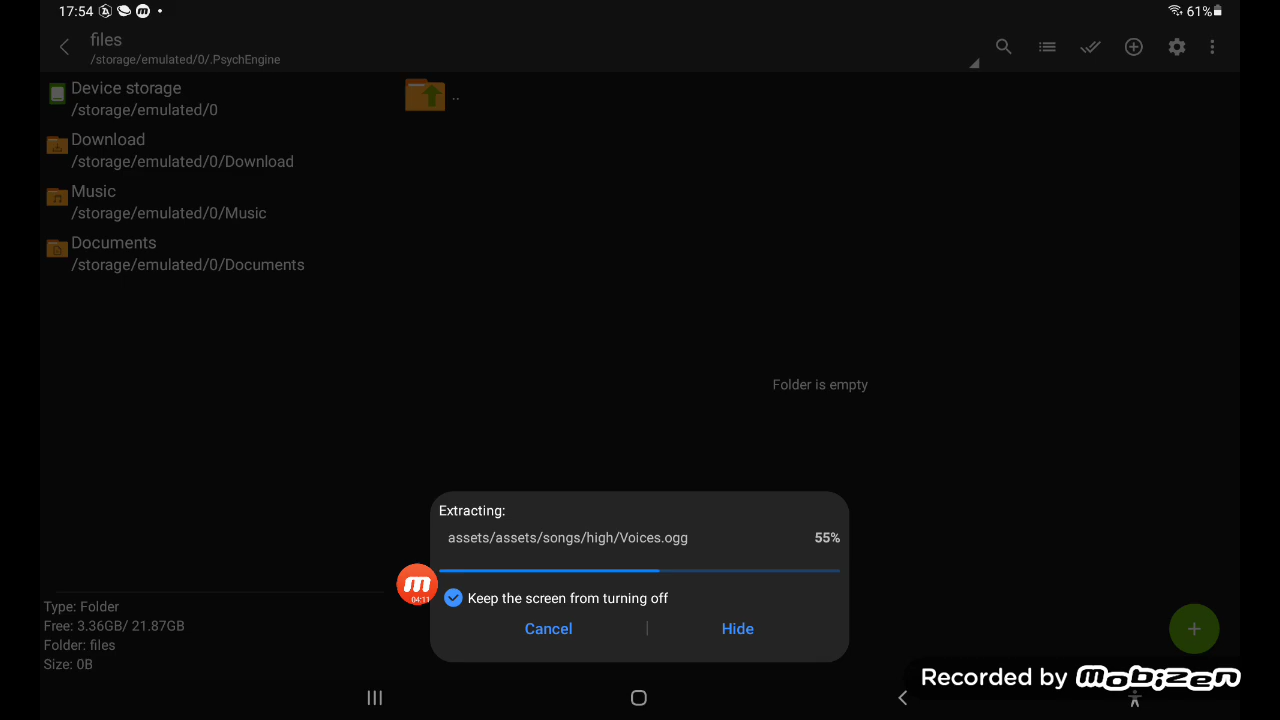 17:54
61%
files
/storage/emulated/0/.PsychEngine
Device storage
/storage/emulated/0
Download
/storage/emulated/0/Download
Music
/storage/emulated/0/Music
Documents
/storage/emulated/0/Documents
..
Folder is empty
Extracting:
assets/assets/songs/high/Voices.ogg 55%
04:11
Keep the screen from turning off
Cancel | Hide
Type: Folder
Free: 3.36GB/ 21.87GB
Folder: files
Size: 0B
Recorded by mobizen